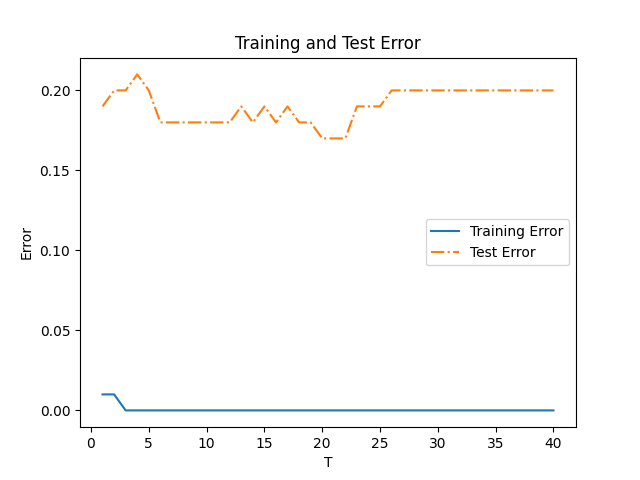 Training and Test Error
0.20
0.15
0.10
0.05
0.00
Error
Training Error
Test Error
0 5 10 15 20 25 30 35 40
T